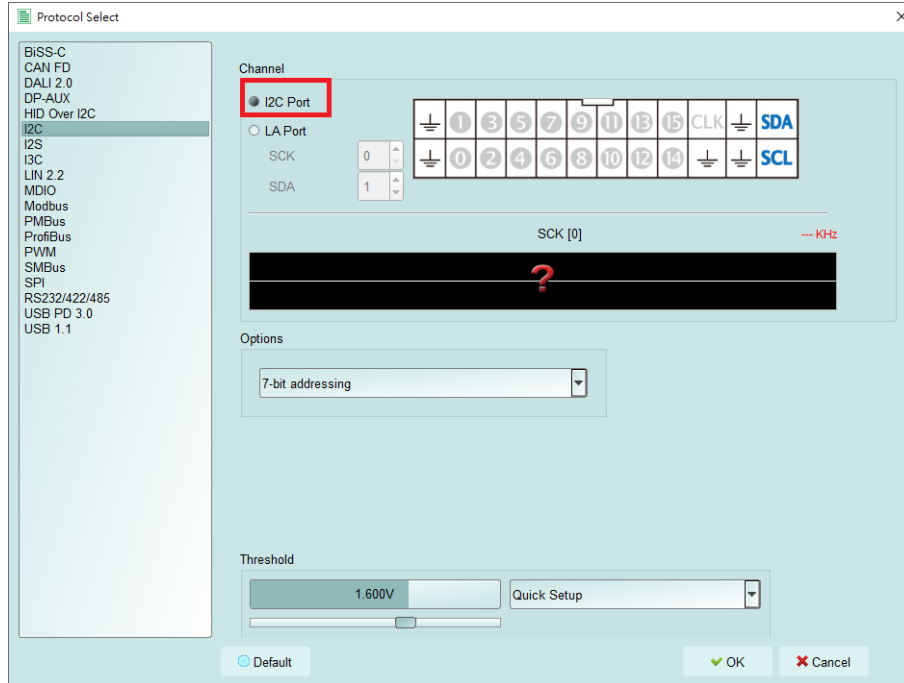 Protocol Select
BiSS-C
CAN FD
DALI 2.0
DP-AUX
HID Over I2C
I2C
I2S
I3C
LIN 2.2
MDIO
Modbus
PMBus
ProfiBus
PWM
SMBus
SPI
RS232/422/485
USB PD 3.0
USB 1.1
Channel
I2C Port
LA Port
SCK 0
SDA 1
1 3 5 7 9 11 13 15 CLK SDA
0 2 4 6 8 10 12 14 SCL
SCK [0] --- KHz
?
Options
7-bit addressing
Threshold
1.600V Quick Setup
Default OK Cancel